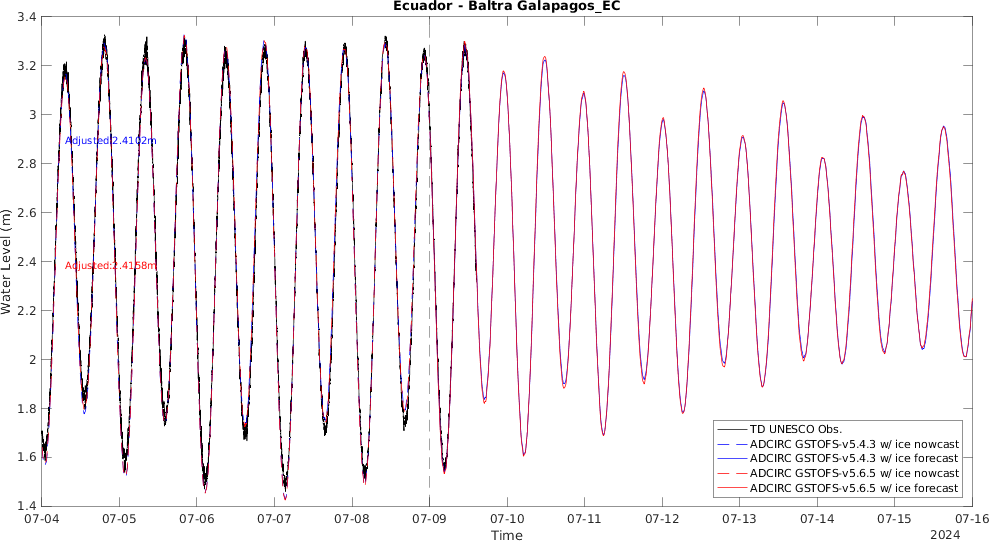 Ecuador - Baltra Galapagos_EC
3.4
3.2
3
2.8
2.6
2.4
2.2
2
1.8
1.6
1.4
Water Level (m)
Adjusted:2.4102m
Adjusted:2.4158m
TD UNESCO Obs.
ADCIRC GSTOFS-v5.4.3 w/ ice nowcast
ADCIRC GSTOFS-v5.4.3 w/ ice forecast
ADCIRC GSTOFS-v5.6.5 w/ ice nowcast
ADCIRC GSTOFS-v5.6.5 w/ ice forecast
07-04 07-05 07-06 07-07 07-08 07-09 07-10 07-11 07-12 07-13 07-14 07-15 07-16
Time
2024